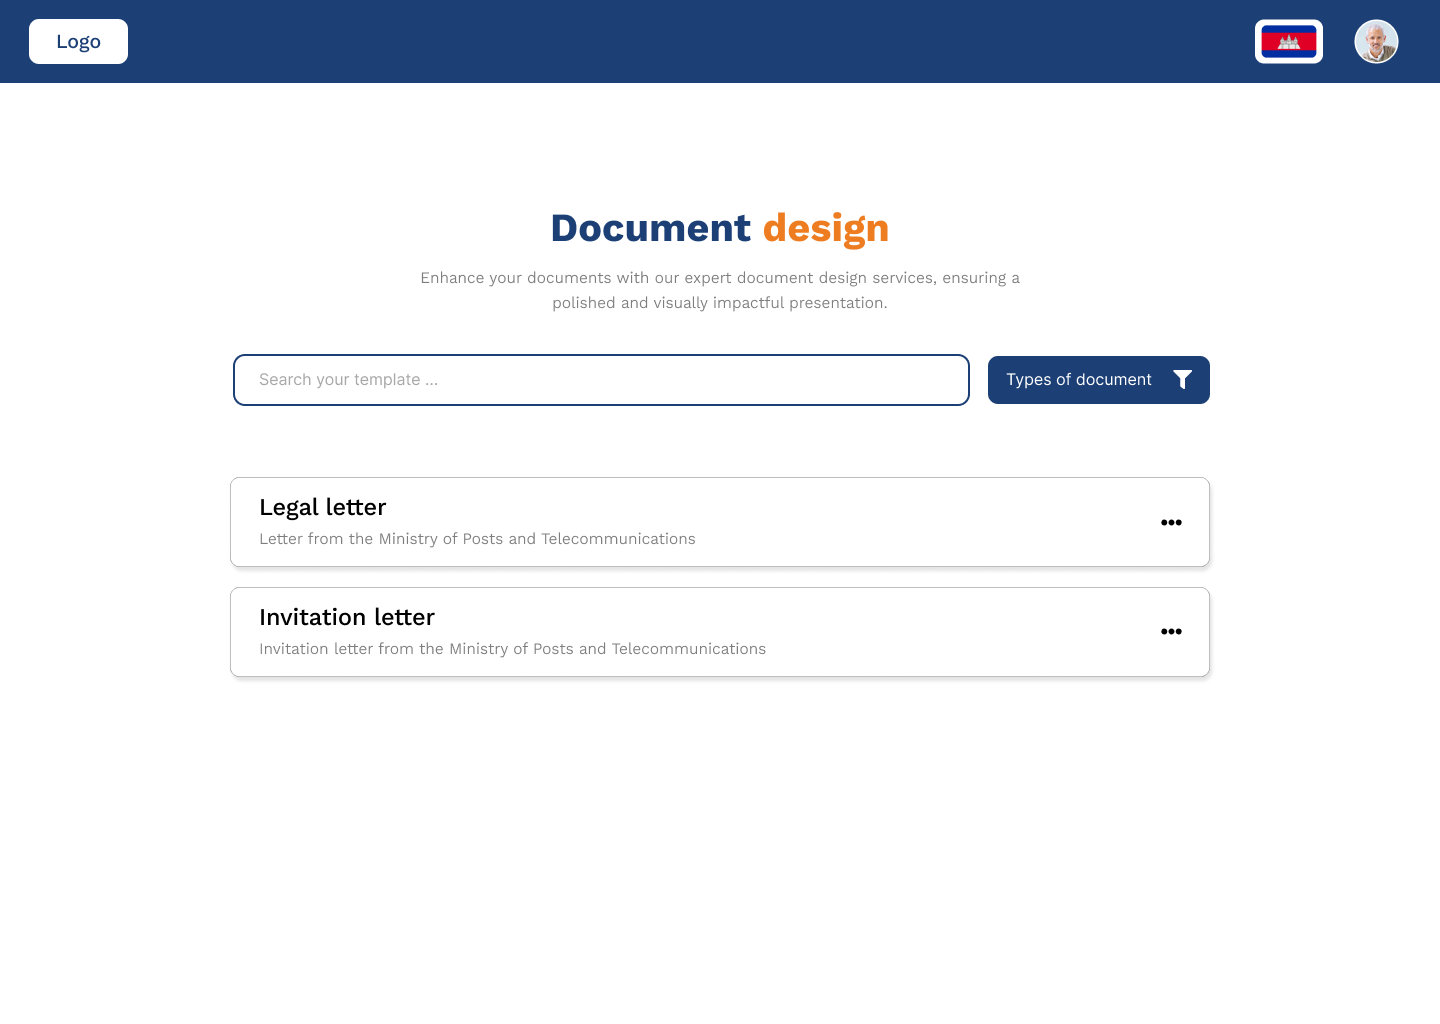 Logo
Document design
Enhance your documents with our expert document design services, ensuring a
polished and visually impactful presentation.
Search your template ...
Types of document
Legal letter
Letter from the Ministry of Posts and Telecommunications
Invitation letter
Invitation letter from the Ministry of Posts and Telecommunications